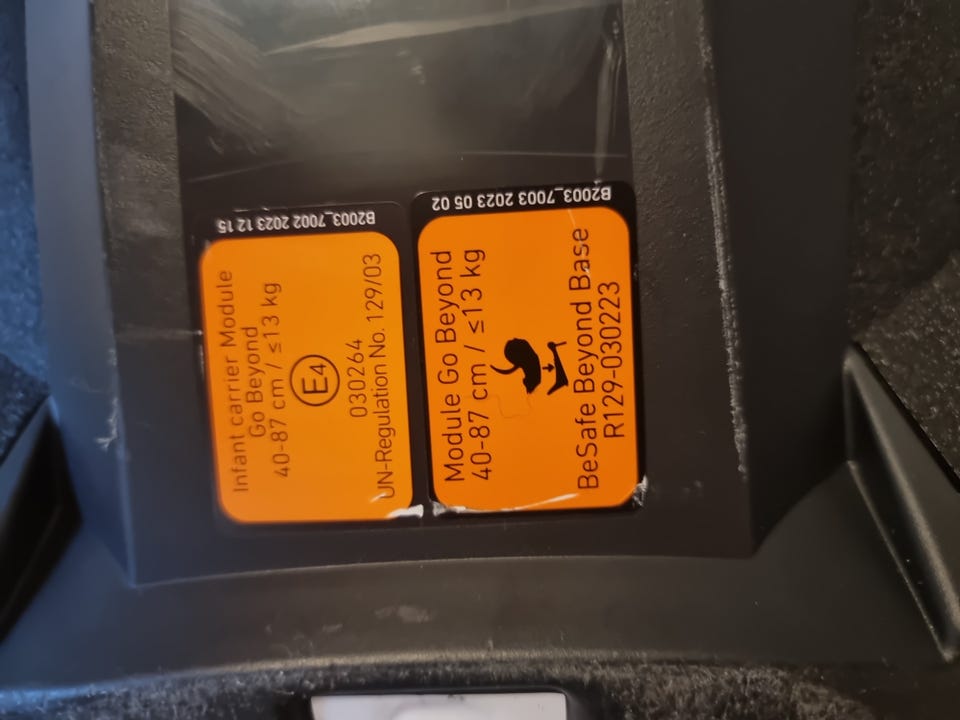 B2003_7002 2023 12 15
Infant carrier Module
Go Beyond
40-87 cm / ≤13 kg
E4
030264
UN-Regulation No. 129/03
B2003_7003 2023 05 02
Module Go Beyond
40-87 cm / ≤13 kg
BeSafe Beyond Base
R129-030223